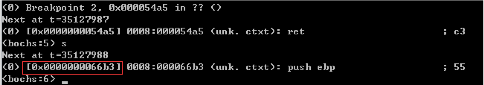 (0) Breakpoint 2, 0x000054a5 in ?? ()
Next at t=35127987
(0) [0x0000000054a5] 0008:000054a5 (unk. ctxt): ret ; c3
<bochs:5> s
Next at t=35127988
(0) [0x0000000066b3] 0008:000066b3 (unk. ctxt): push ebp ; 55
<bochs:6> _